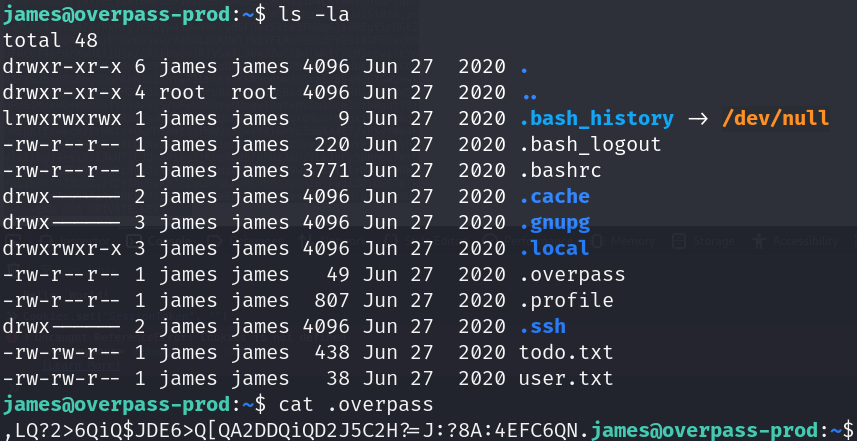 james@overpass-prod:~$ ls -la
total 48
drwxr-xr-x 6 james james 4096 Jun 27  2020 .
drwxr-xr-x 4 root  root  4096 Jun 27  2020 ..
lrwxrwxrwx 1 james james    9 Jun 27  2020 .bash_history -> /dev/null
-rw-r--r-- 1 james james  220 Jun 27  2020 .bash_logout
-rw-r--r-- 1 james james 3771 Jun 27  2020 .bashrc
drwx------ 2 james james 4096 Jun 27  2020 .cache
drwx------ 3 james james 4096 Jun 27  2020 .gnupg
drwxrwxr-x 3 james james 4096 Jun 27  2020 .local
-rw-r--r-- 1 james james   49 Jun 27  2020 .overpass
-rw-r--r-- 1 james james  807 Jun 27  2020 .profile
drwx------ 2 james james 4096 Jun 27  2020 .ssh
-rw-rw-r-- 1 james james  438 Jun 27  2020 todo.txt
-rw-rw-r-- 1 james james   38 Jun 27  2020 user.txt
james@overpass-prod:~$ cat .overpass
,LQ?2>6QiQ$JDE6>Q[QA2DDQiQD2J5C2H?=J:?8A:4EFC6QN.james@overpass-prod:~$
Memory Storage Accessibility